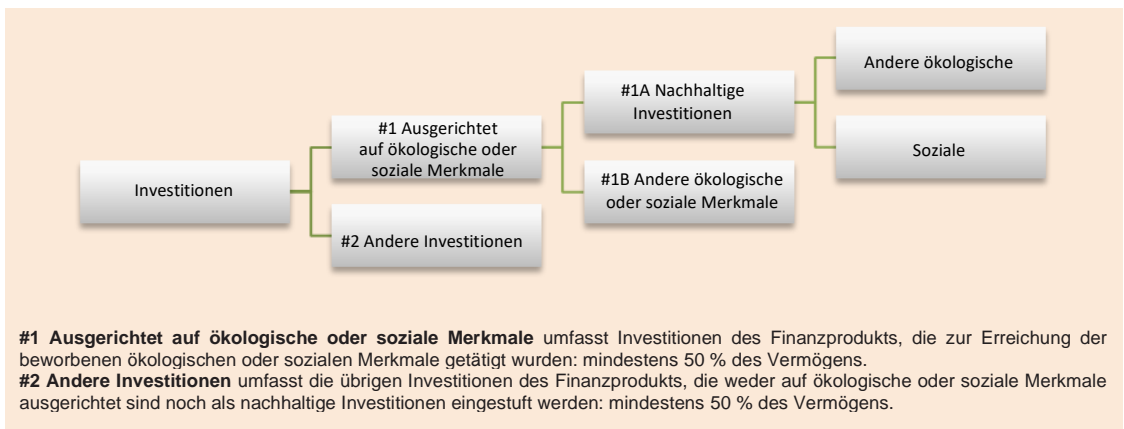 Investitionen
#1 Ausgerichtet
auf ökologische oder
soziale Merkmale
#2 Andere Investitionen
#1A Nachhaltige
Investitionen
#1B Andere ökologische
oder soziale Merkmale
Andere ökologische
Soziale
#1 Ausgerichtet auf ökologische oder soziale Merkmale umfasst Investitionen des Finanzprodukts, die zur Erreichung der
beworbenen ökologischen oder sozialen Merkmale getätigt wurden: mindestens 50 % des Vermögens.
#2 Andere Investitionen umfasst die übrigen Investitionen des Finanzprodukts, die weder auf ökologische oder soziale Merkmale
ausgerichtet sind noch als nachhaltige Investitionen eingestuft werden: mindestens 50 % des Vermögens.